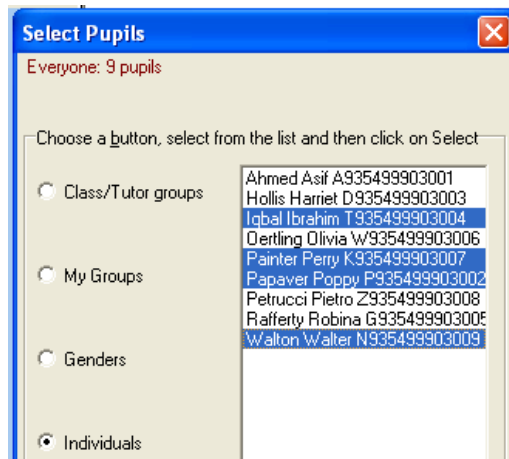 Select Pupils
Everyone: 9 pupils
Choose a button, select from the list and then click on Select
Class/Tutor groups
My Groups
Genders
Individuals
Ahmed Asif A935499903001
Hollis Harriet D935499903003
Iqbal Ibrahim T935499903004
Oertling Olivia W935499903006
Painter Perry K935499903007
Papaver Poppy P935499903002
Petrucci Pietro Z935499903008
Rafferty Robina G935499903005
Walton Walter N935499903009